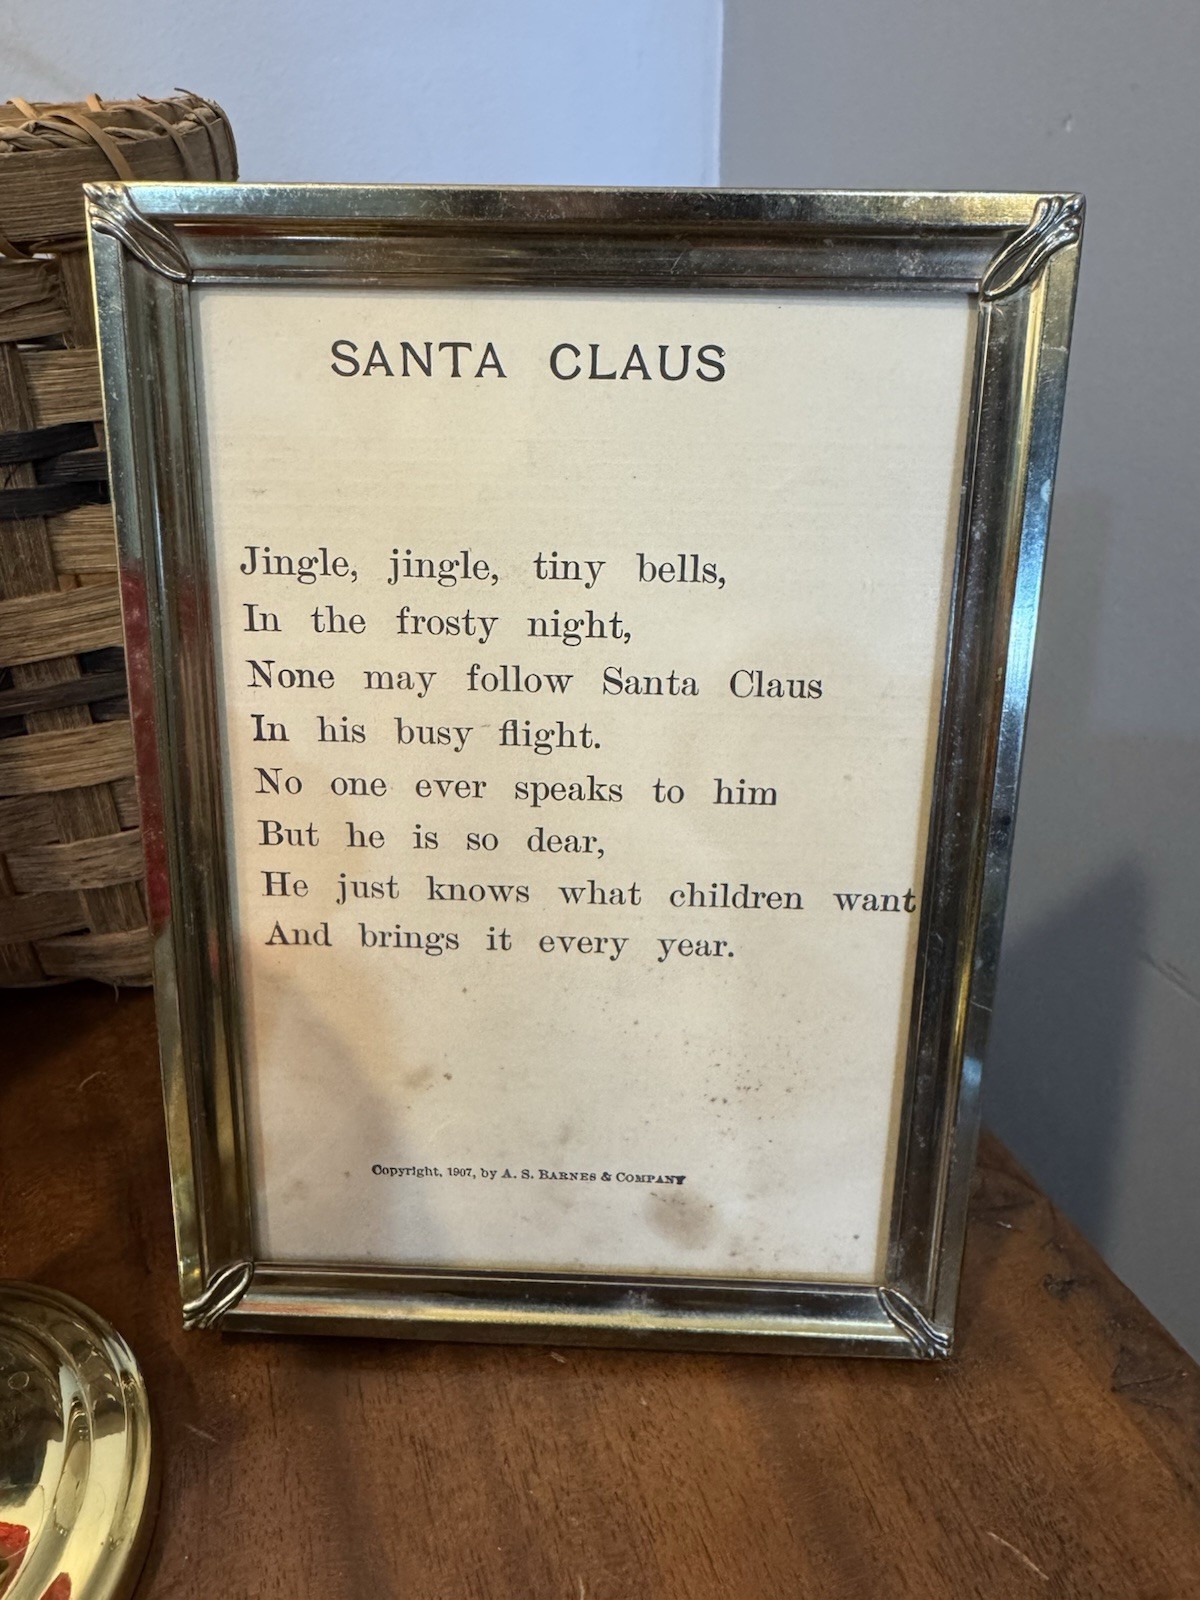 SANTA CLAUS
Jingle, jingle, tiny bells,
In the frosty night,
None may follow Santa Claus
In his busy flight.
No one ever speaks to him
But he is so dear,
He just knows what children want
And brings it every year.
Copyright, 1907, by A. S. BARNES & COMPANY